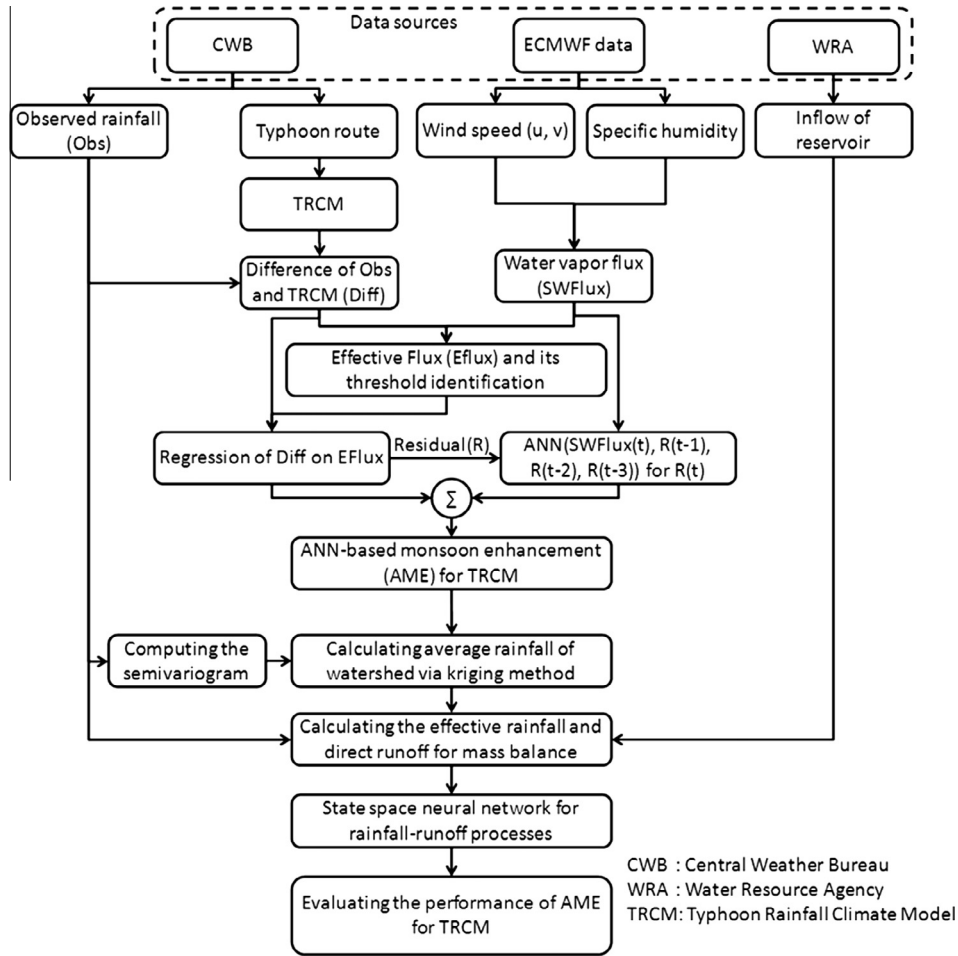 Data sources
CWB
ECMWF data
WRA
Observed rainfall
(Obs)
Typhoon route
Wind speed (u, v)
Specific humidity
Inflow of
reservoir
TRCM
Difference of Obs
and TRCM (Diff)
Water vapor flux
(SWFlux)
Effective Flux (Eflux) and its
threshold identification
Regression of Diff on EFlux
Residual(R)
ANN(SWFlux(t), R(t-1),
R(t-2), R(t-3)) for R(t)
Σ
ANN-based monsoon enhancement
(AME) for TRCM
Computing the
semivariogram
Calculating average rainfall of
watershed via kriging method
Calculating the effective rainfall and
direct runoff for mass balance
State space neural network for
rainfall-runoff processes
Evaluating the performance of AME
for TRCM
CWB : Central Weather Bureau
WRA : Water Resource Agency
TRCM: Typhoon Rainfall Climate Model